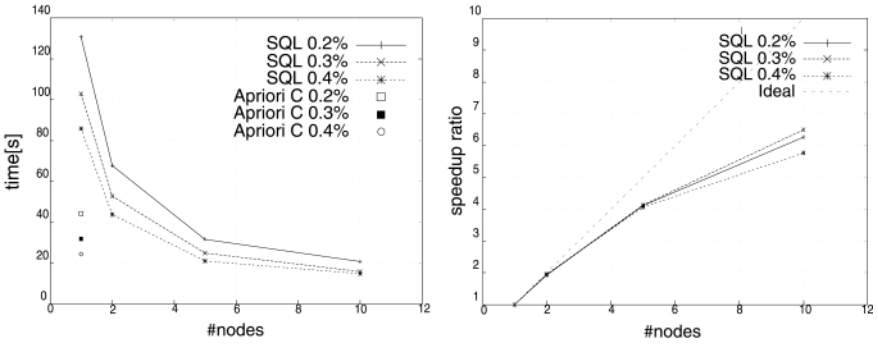 140
120
100
80
60
40
20
0
time[s]
0 2 4 6 8 10 12
#nodes
SQL 0.2%
SQL 0.3%
SQL 0.4%
Apriori C 0.2%
Apriori C 0.3%
Apriori C 0.4%
10
9
8
7
6
5
4
3
2
1
speedup ratio
0 2 4 6 8 10 12
#nodes
SQL 0.2%
SQL 0.3%
SQL 0.4%
Ideal